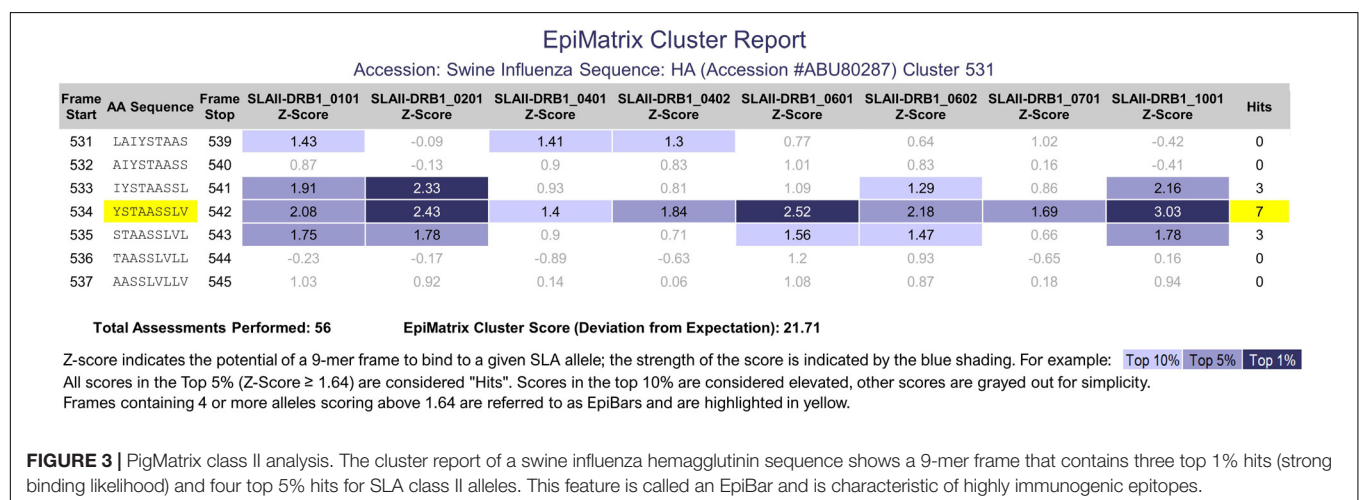 EpiMatrix Cluster Report
Accession: Swine Influenza Sequence: HA (Accession #ABU80287) Cluster 531
Frame Start AA Sequence Frame Stop SLAII-DRB1_0101 Z-Score SLAII-DRB1_0201 Z-Score SLAII-DRB1_0401 Z-Score SLAII-DRB1_0402 Z-Score SLAII-DRB1_0601 Z-Score SLAII-DRB1_0602 Z-Score SLAII-DRB1_0701 Z-Score SLAII-DRB1_1001 Z-Score Hits
531 LAIYSTAAS 539 1.43 -0.09 1.41 1.3 0.77 0.64 1.02 -0.42 0
532 AIYSTAASS 540 0.87 -0.13 0.9 0.83 1.01 0.83 0.16 -0.41 0
533 IYSTAASSL 541 1.91 2.33 0.93 0.81 1.09 1.29 0.86 2.16 3
534 YSTAASSLV 542 2.08 2.43 1.4 1.84 2.52 2.18 1.69 3.03 7
535 STAASSLVL 543 1.75 1.78 0.9 0.71 1.56 1.47 0.66 1.78 3
536 TAASSLVLL 544 -0.23 -0.17 -0.89 -0.63 1.2 0.93 -0.65 0.16 0
537 AASSLVLLV 545 1.03 0.92 0.14 0.06 1.08 0.87 0.18 0.94 0
Total Assessments Performed: 56 EpiMatrix Cluster Score (Deviation from Expectation): 21.71
Z-score indicates the potential of a 9-mer frame to bind to a given SLA allele; the strength of the score is indicated by the blue shading. For example: Top 10% Top 5% Top 1%
All scores in the Top 5% (Z-Score ≥ 1.64) are considered "Hits". Scores in the top 10% are considered elevated, other scores are grayed out for simplicity.
Frames containing 4 or more alleles scoring above 1.64 are referred to as EpiBars and are highlighted in yellow.
FIGURE 3 | PigMatrix class II analysis. The cluster report of a swine influenza hemagglutinin sequence shows a 9-mer frame that contains three top 1% hits (strong
binding likelihood) and four top 5% hits for SLA class II alleles. This feature is called an EpiBar and is characteristic of highly immunogenic epitopes.